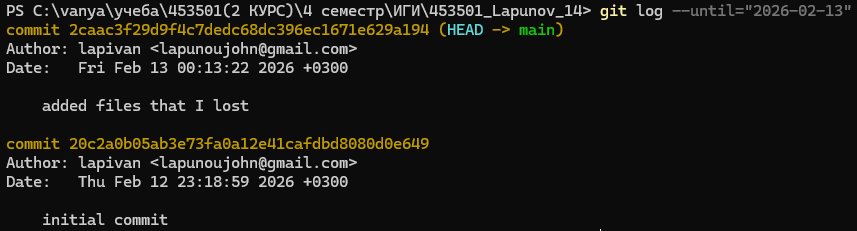 PS C:\vanya\учеба\453501(2 КУРС)\4 семестр\ИГИ\453501_Lapunov_14> git log --until="2026-02-13"
commit 2caac3f29d9f4c7dedc68dc396ec1671e629a194 (HEAD -> main)
Author: lapivan <lapunoujohn@gmail.com>
Date:   Fri Feb 13 00:13:22 2026 +0300

    added files that I lost

commit 20c2a0b05ab3e73fa0a12e41cafdbd8080d0e649
Author: lapivan <lapunoujohn@gmail.com>
Date:   Thu Feb 12 23:18:59 2026 +0300

    initial commit